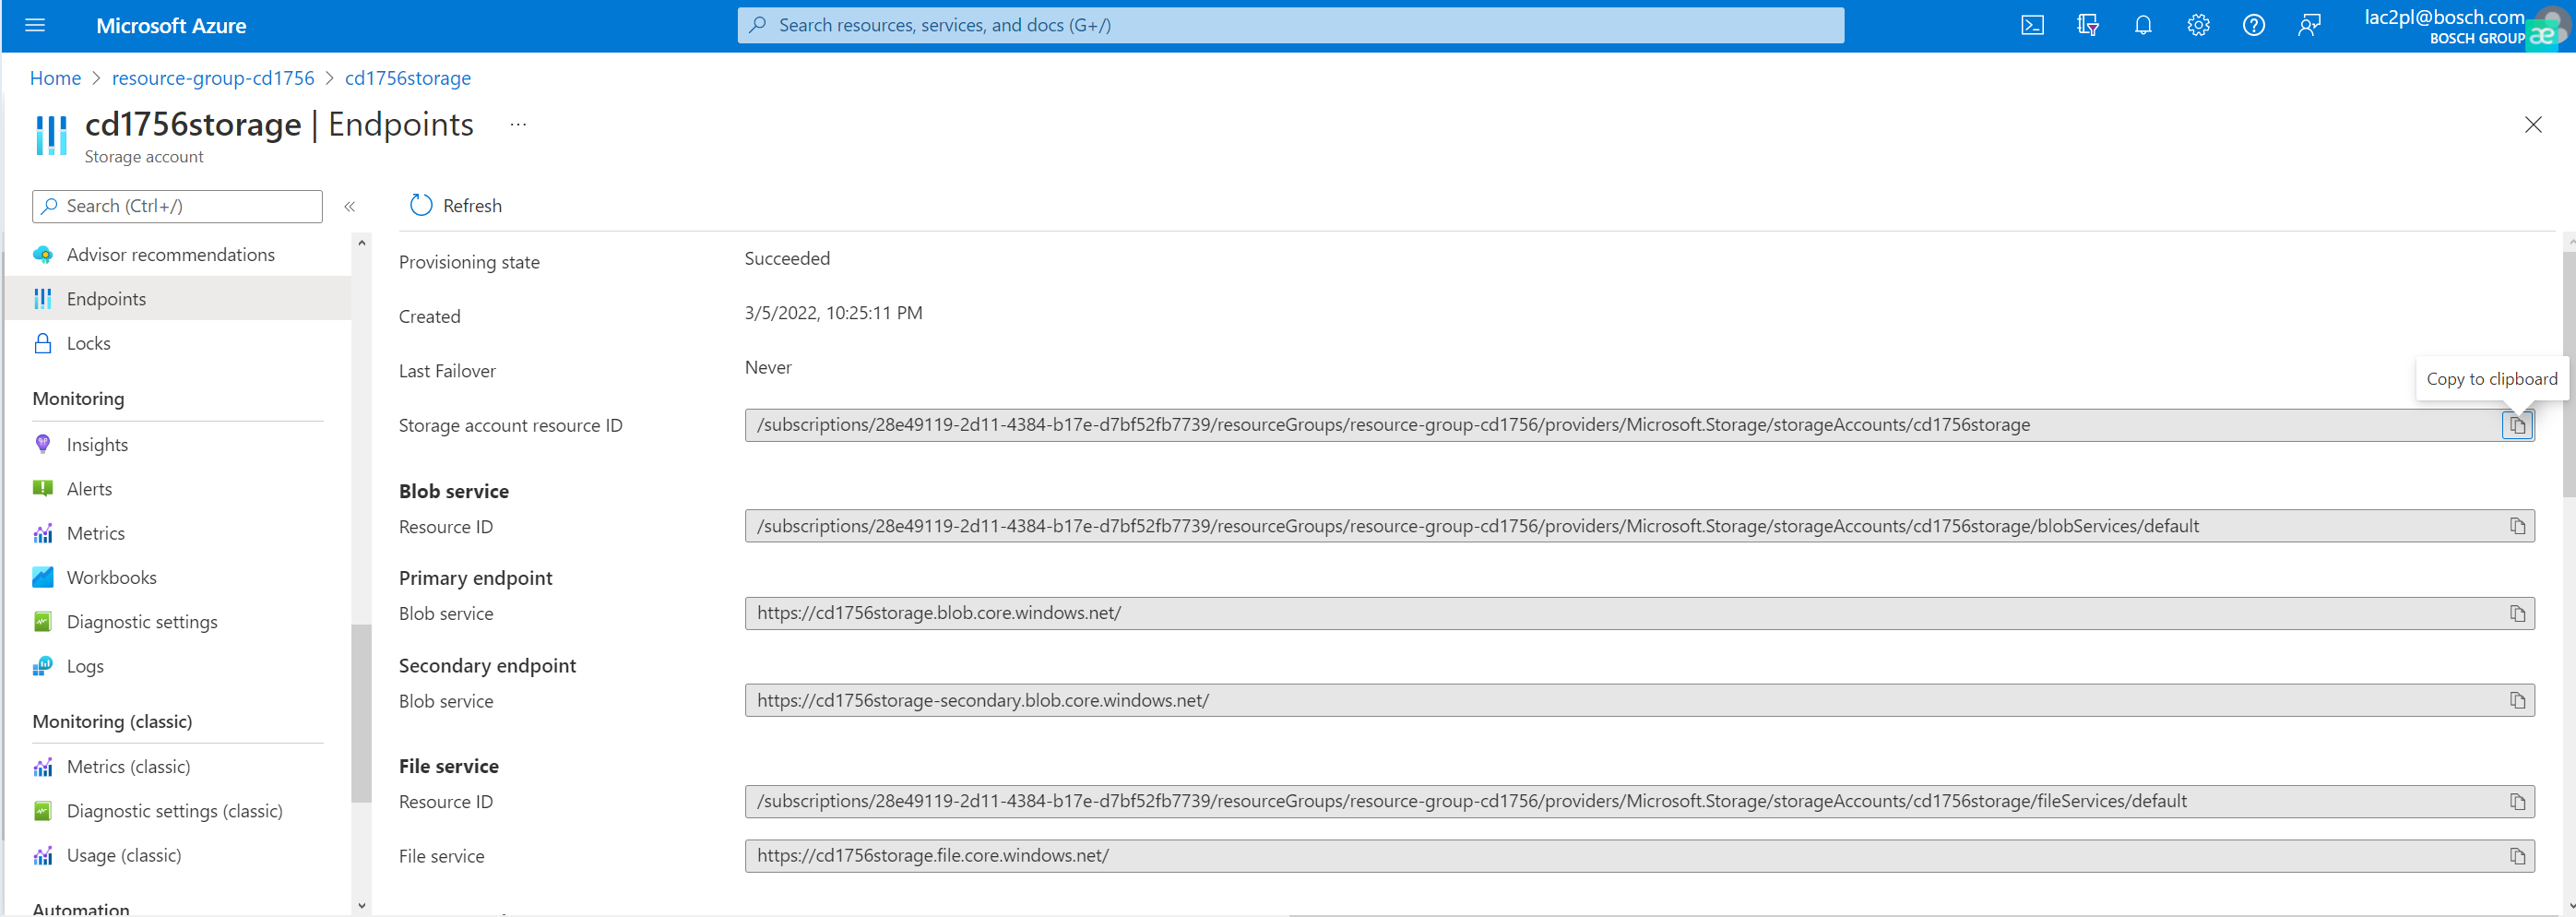 Microsoft Azure
Search resources, services, and docs (G+/)
lac2pl@bosch.com
BOSCH GROUP
æ
Home > resource-group-cd1756 > cd1756storage
cd1756storage | Endpoints ...
Storage account
Search (Ctrl+/)
«
Refresh
Advisor recommendations
Endpoints
Locks
Monitoring
Insights
Alerts
Metrics
Workbooks
Diagnostic settings
Logs
Monitoring (classic)
Metrics (classic)
Diagnostic settings (classic)
Usage (classic)
Automation
Provisioning state
Succeeded
Created
3/5/2022, 10:25:11 PM
Last Failover
Never
Copy to clipboard
Storage account resource ID
/subscriptions/28e49119-2d11-4384-b17e-d7bf52fb7739/resourceGroups/resource-group-cd1756/providers/Microsoft.Storage/storageAccounts/cd1756storage
Blob service
Resource ID
/subscriptions/28e49119-2d11-4384-b17e-d7bf52fb7739/resourceGroups/resource-group-cd1756/providers/Microsoft.Storage/storageAccounts/cd1756storage/blobServices/default
Primary endpoint
Blob service
https://cd1756storage.blob.core.windows.net/
Secondary endpoint
Blob service
https://cd1756storage-secondary.blob.core.windows.net/
File service
Resource ID
/subscriptions/28e49119-2d11-4384-b17e-d7bf52fb7739/resourceGroups/resource-group-cd1756/providers/Microsoft.Storage/storageAccounts/cd1756storage/fileServices/default
File service
https://cd1756storage.file.core.windows.net/